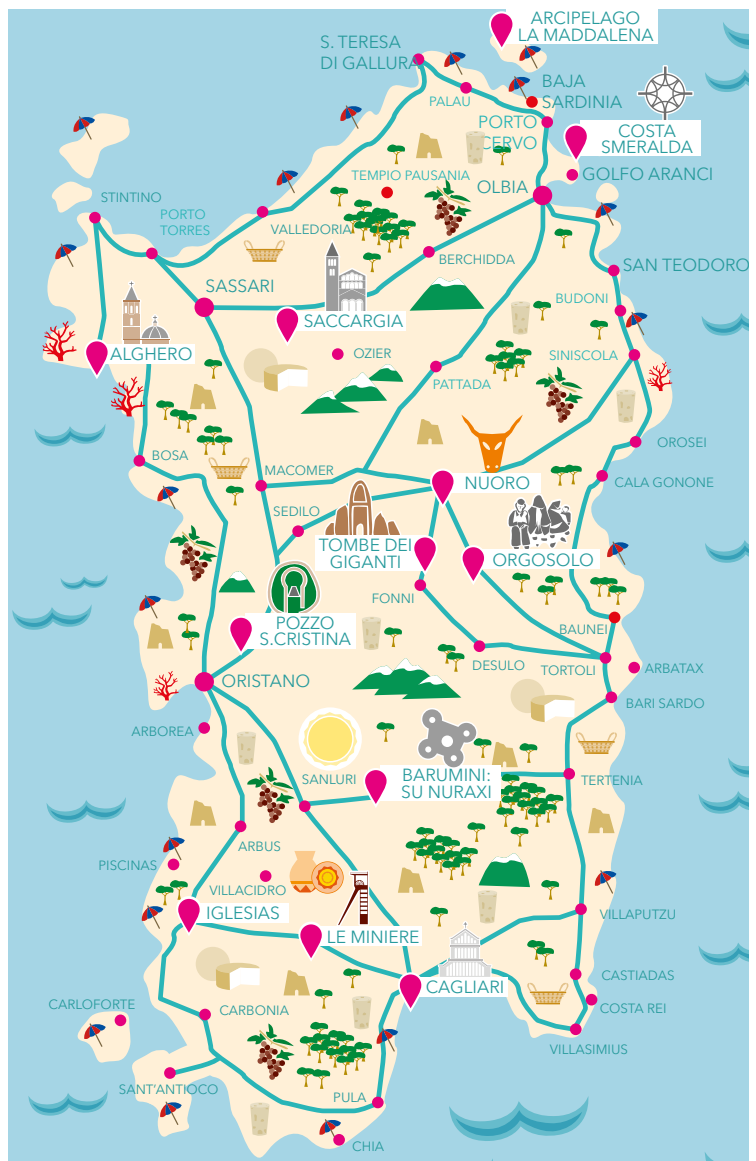 ARCIPELAGO
LA MADDALENA
S. TERESA
DI GALLURA
PALAU
BAJA
SARDINIA
PORTO
CERVO
COSTA
SMERALDA
GOLFO ARANCI
TEMPIO PAUSANIA
OLBIA
STINTINO
PORTO
TORRES
VALLEDORIA
BERCHIDDA
SAN TEODORO
SASSARI
BUDONI
SACCARGIA
ALGHERO
OZIER
SINISCOLA
PATTADA
OROSEI
BOSA
MACOMER
NUORO
CALA GONONE
SEDILO
TOMBE DEI
GIGANTI
ORGOSOLO
FONNI
POZZO
S.CRISTINA
BAUNEI
DESULO
TORTOLI
ARBATAX
ORISTANO
BARI SARDO
ARBOREA
SANLURI
BARUMINI:
SU NURAXI
TERTENIA
ARBUS
PISCINAS
VILLACIDRO
IGLESIAS
VILLAPUTZU
LE MINIERE
CASTIADAS
CAGLIARI
COSTA REI
CARLOFORTE
CARBONIA
VILLASIMIUS
SANT'ANTIOCO
PULA
CHIA